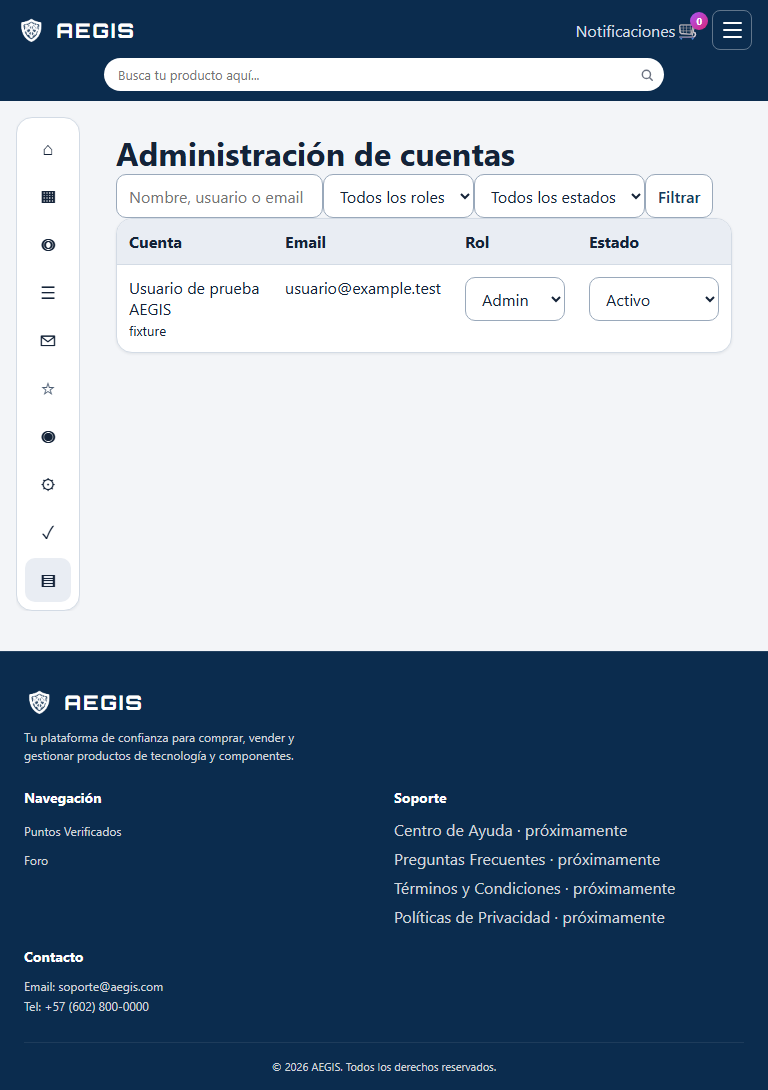 AEGIS
Notificaciones
0
Busca tu producto aquí...
Administración de cuentas
Nombre, usuario o email
Todos los roles
Todos los estados
Filtrar
Cuenta Email Rol Estado
Usuario de prueba AEGIS
fixture
usuario@example.test
Admin
Activo
AEGIS
Tu plataforma de confianza para comprar, vender y
gestionar productos de tecnología y componentes.
Navegación
Puntos Verificados
Foro
Soporte
Centro de Ayuda · próximamente
Preguntas Frecuentes · próximamente
Términos y Condiciones · próximamente
Políticas de Privacidad · próximamente
Contacto
Email: soporte@aegis.com
Tel: +57 (602) 800-0000
© 2026 AEGIS. Todos los derechos reservados.